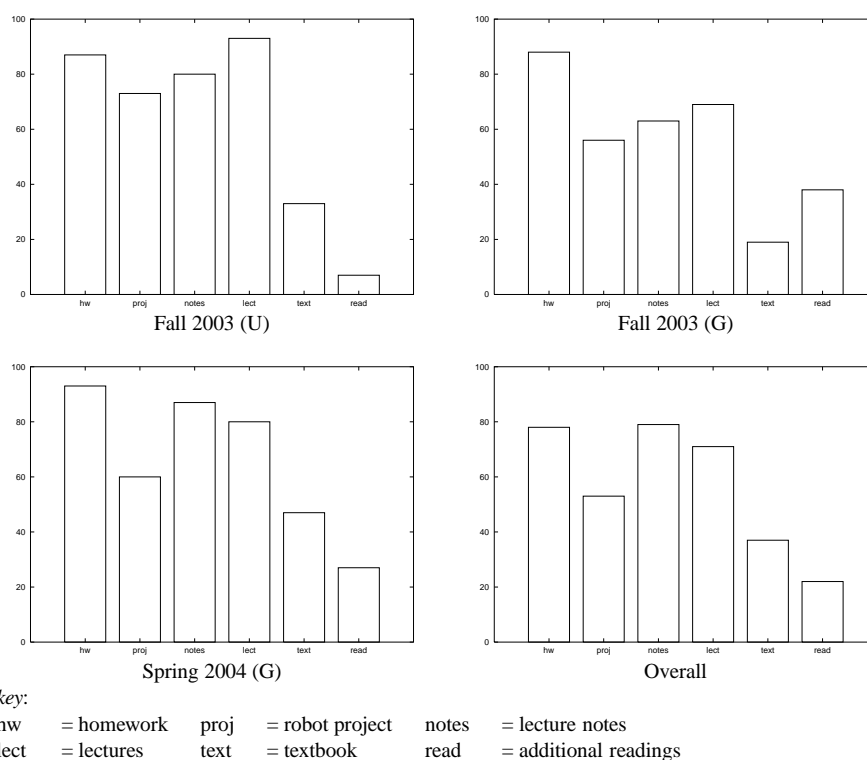 100
80
60
40
20
0
hw proj notes lect text read
Fall 2003 (U)
100
80
60
40
20
0
hw proj notes lect text read
Fall 2003 (G)
100
80
60
40
20
0
hw proj notes lect text read
Spring 2004 (G)
100
80
60
40
20
0
hw proj notes lect text read
Overall
key:
hw = homework proj = robot project notes = lecture notes
lect = lectures text = textbook read = additional readings